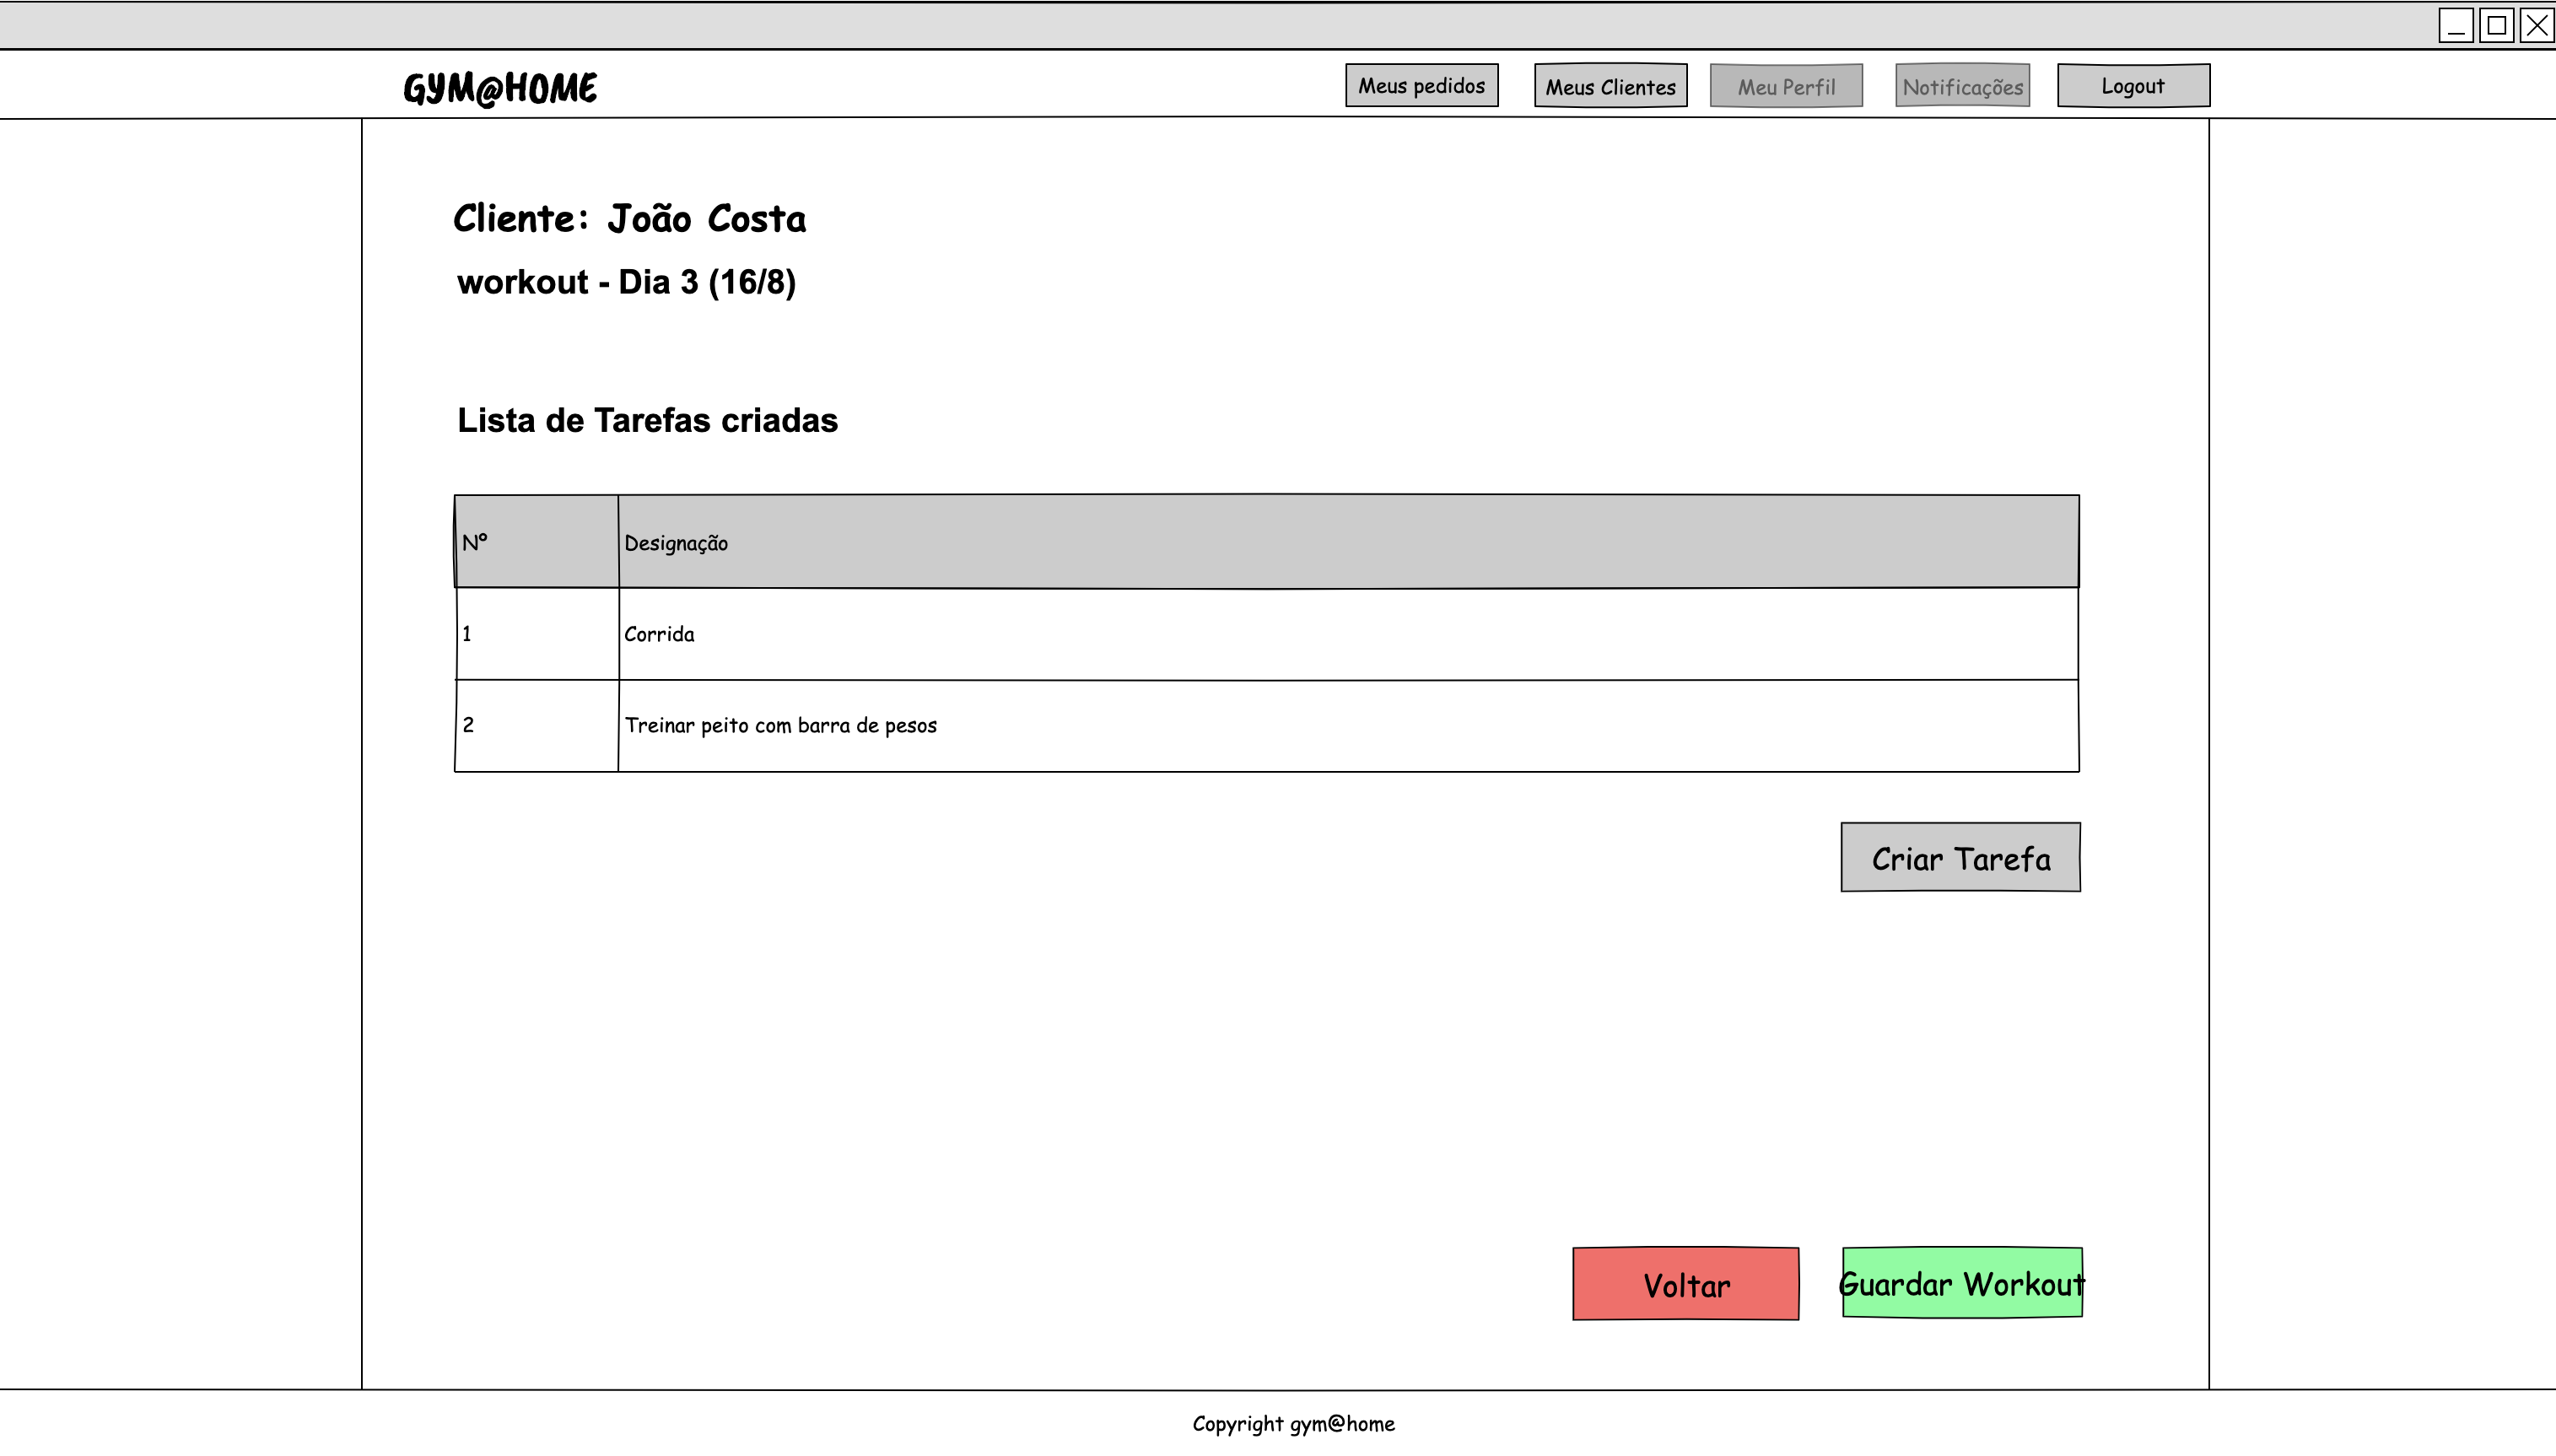 GYM@HOME
Meus pedidos
Meus Clientes
Meu Perfil
Notificações
Logout
Cliente: João Costa
workout - Dia 3 (16/8)
Lista de Tarefas criadas
Nº Designação
1 Corrida
2 Treinar peito com barra de pesos
Criar Tarefa
Voltar
Guardar Workout
Copyright gym@home